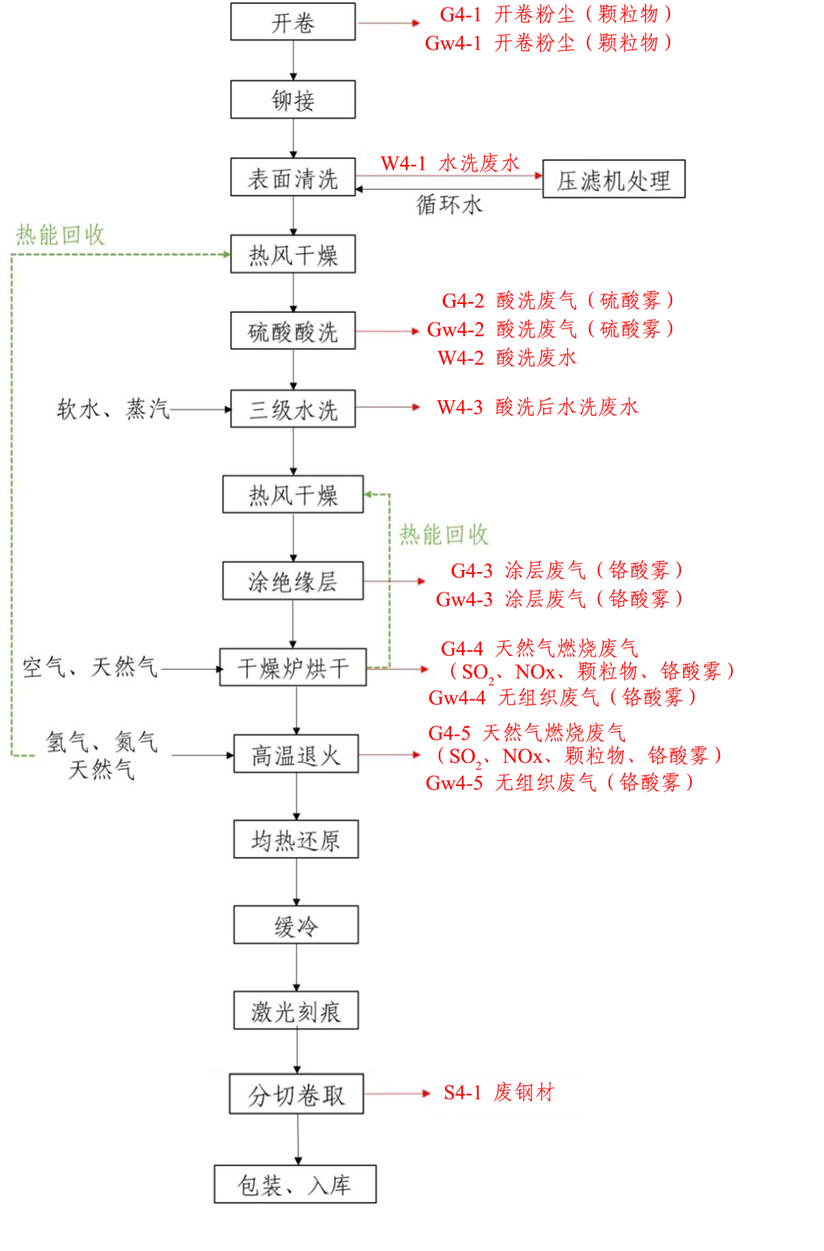 开卷
G4-1 开卷粉尘（颗粒物）
Gw4-1 开卷粉尘（颗粒物）
铆接
表面清洗
W4-1 水洗废水
压滤机处理
循环水
热能回收
热风干燥
硫酸酸洗
G4-2 酸洗废气（硫酸雾）
Gw4-2 酸洗废气（硫酸雾）
W4-2 酸洗废水
软水、蒸汽
三级水洗
W4-3 酸洗后水洗废水
热风干燥
热能回收
涂绝缘层
G4-3 涂层废气（铬酸雾）
Gw4-3 涂层废气（铬酸雾）
空气、天然气
干燥炉烘干
G4-4 天然气燃烧废气
（SO₂、NOx、颗粒物、铬酸雾）
Gw4-4 无组织废气（铬酸雾）
氢气、氮气
天然气
高温退火
G4-5 天然气燃烧废气
（SO₂、NOx、颗粒物、铬酸雾）
Gw4-5 无组织废气（铬酸雾）
均热还原
缓冷
激光刻痕
分切卷取
S4-1 废钢材
包装、入库